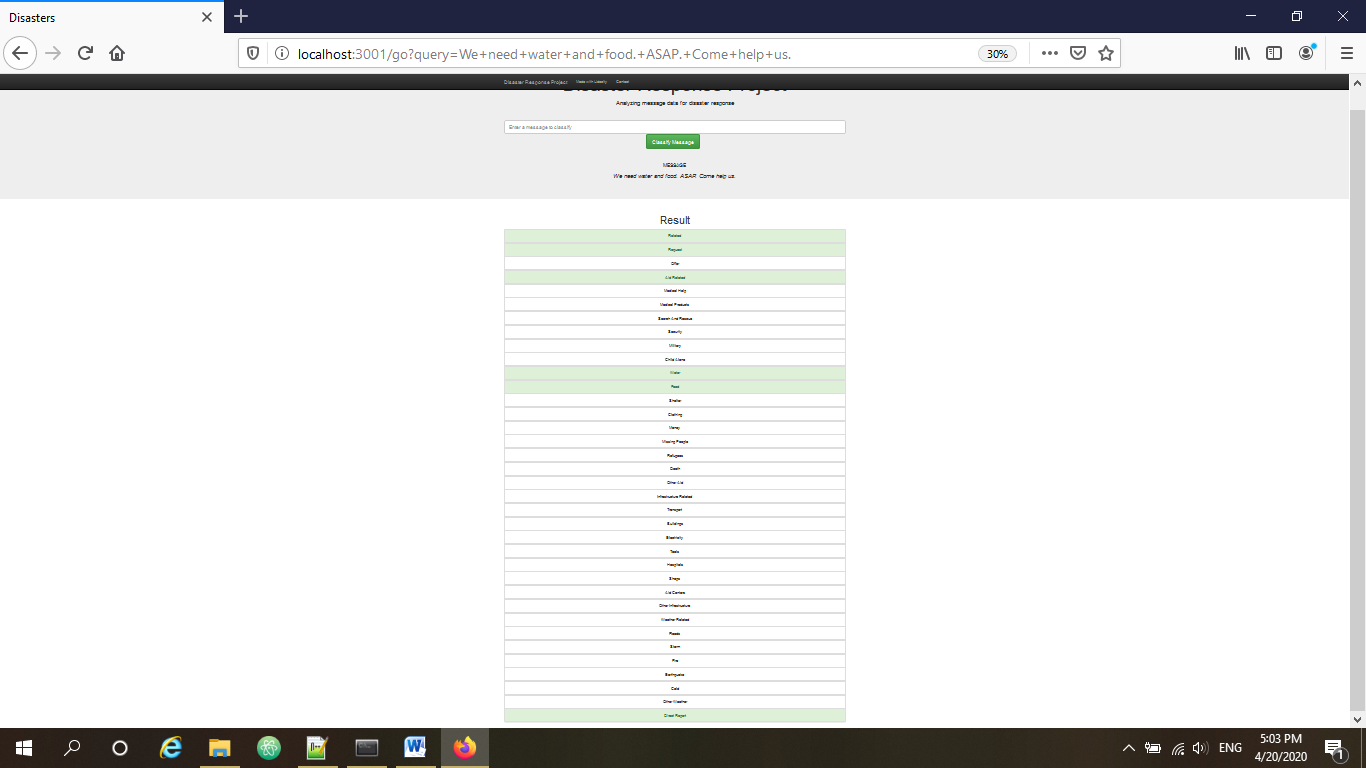 Disasters
localhost:3001/go?query=We+need+water+and+food.+ASAP.+Come+help+us.
30%
Disaster Response Project Made with Udacity Contact
Disaster Response Project
Analyzing message data for disaster response
Enter a message to classify
Classify Message
MESSAGE
We need water and food. ASAP. Come help us.
Result
Related
Request
Offer
Aid Related
Medical Help
Medical Products
Search And Rescue
Security
Military
Child Alone
Water
Food
Shelter
Clothing
Money
Missing People
Refugees
Death
Other Aid
Infrastructure Related
Transport
Buildings
Electricity
Tools
Hospitals
Shops
Aid Centers
Other Infrastructure
Weather Related
Floods
Storm
Fire
Earthquake
Cold
Other Weather
Direct Report
ENG
5:03 PM
4/20/2020
1